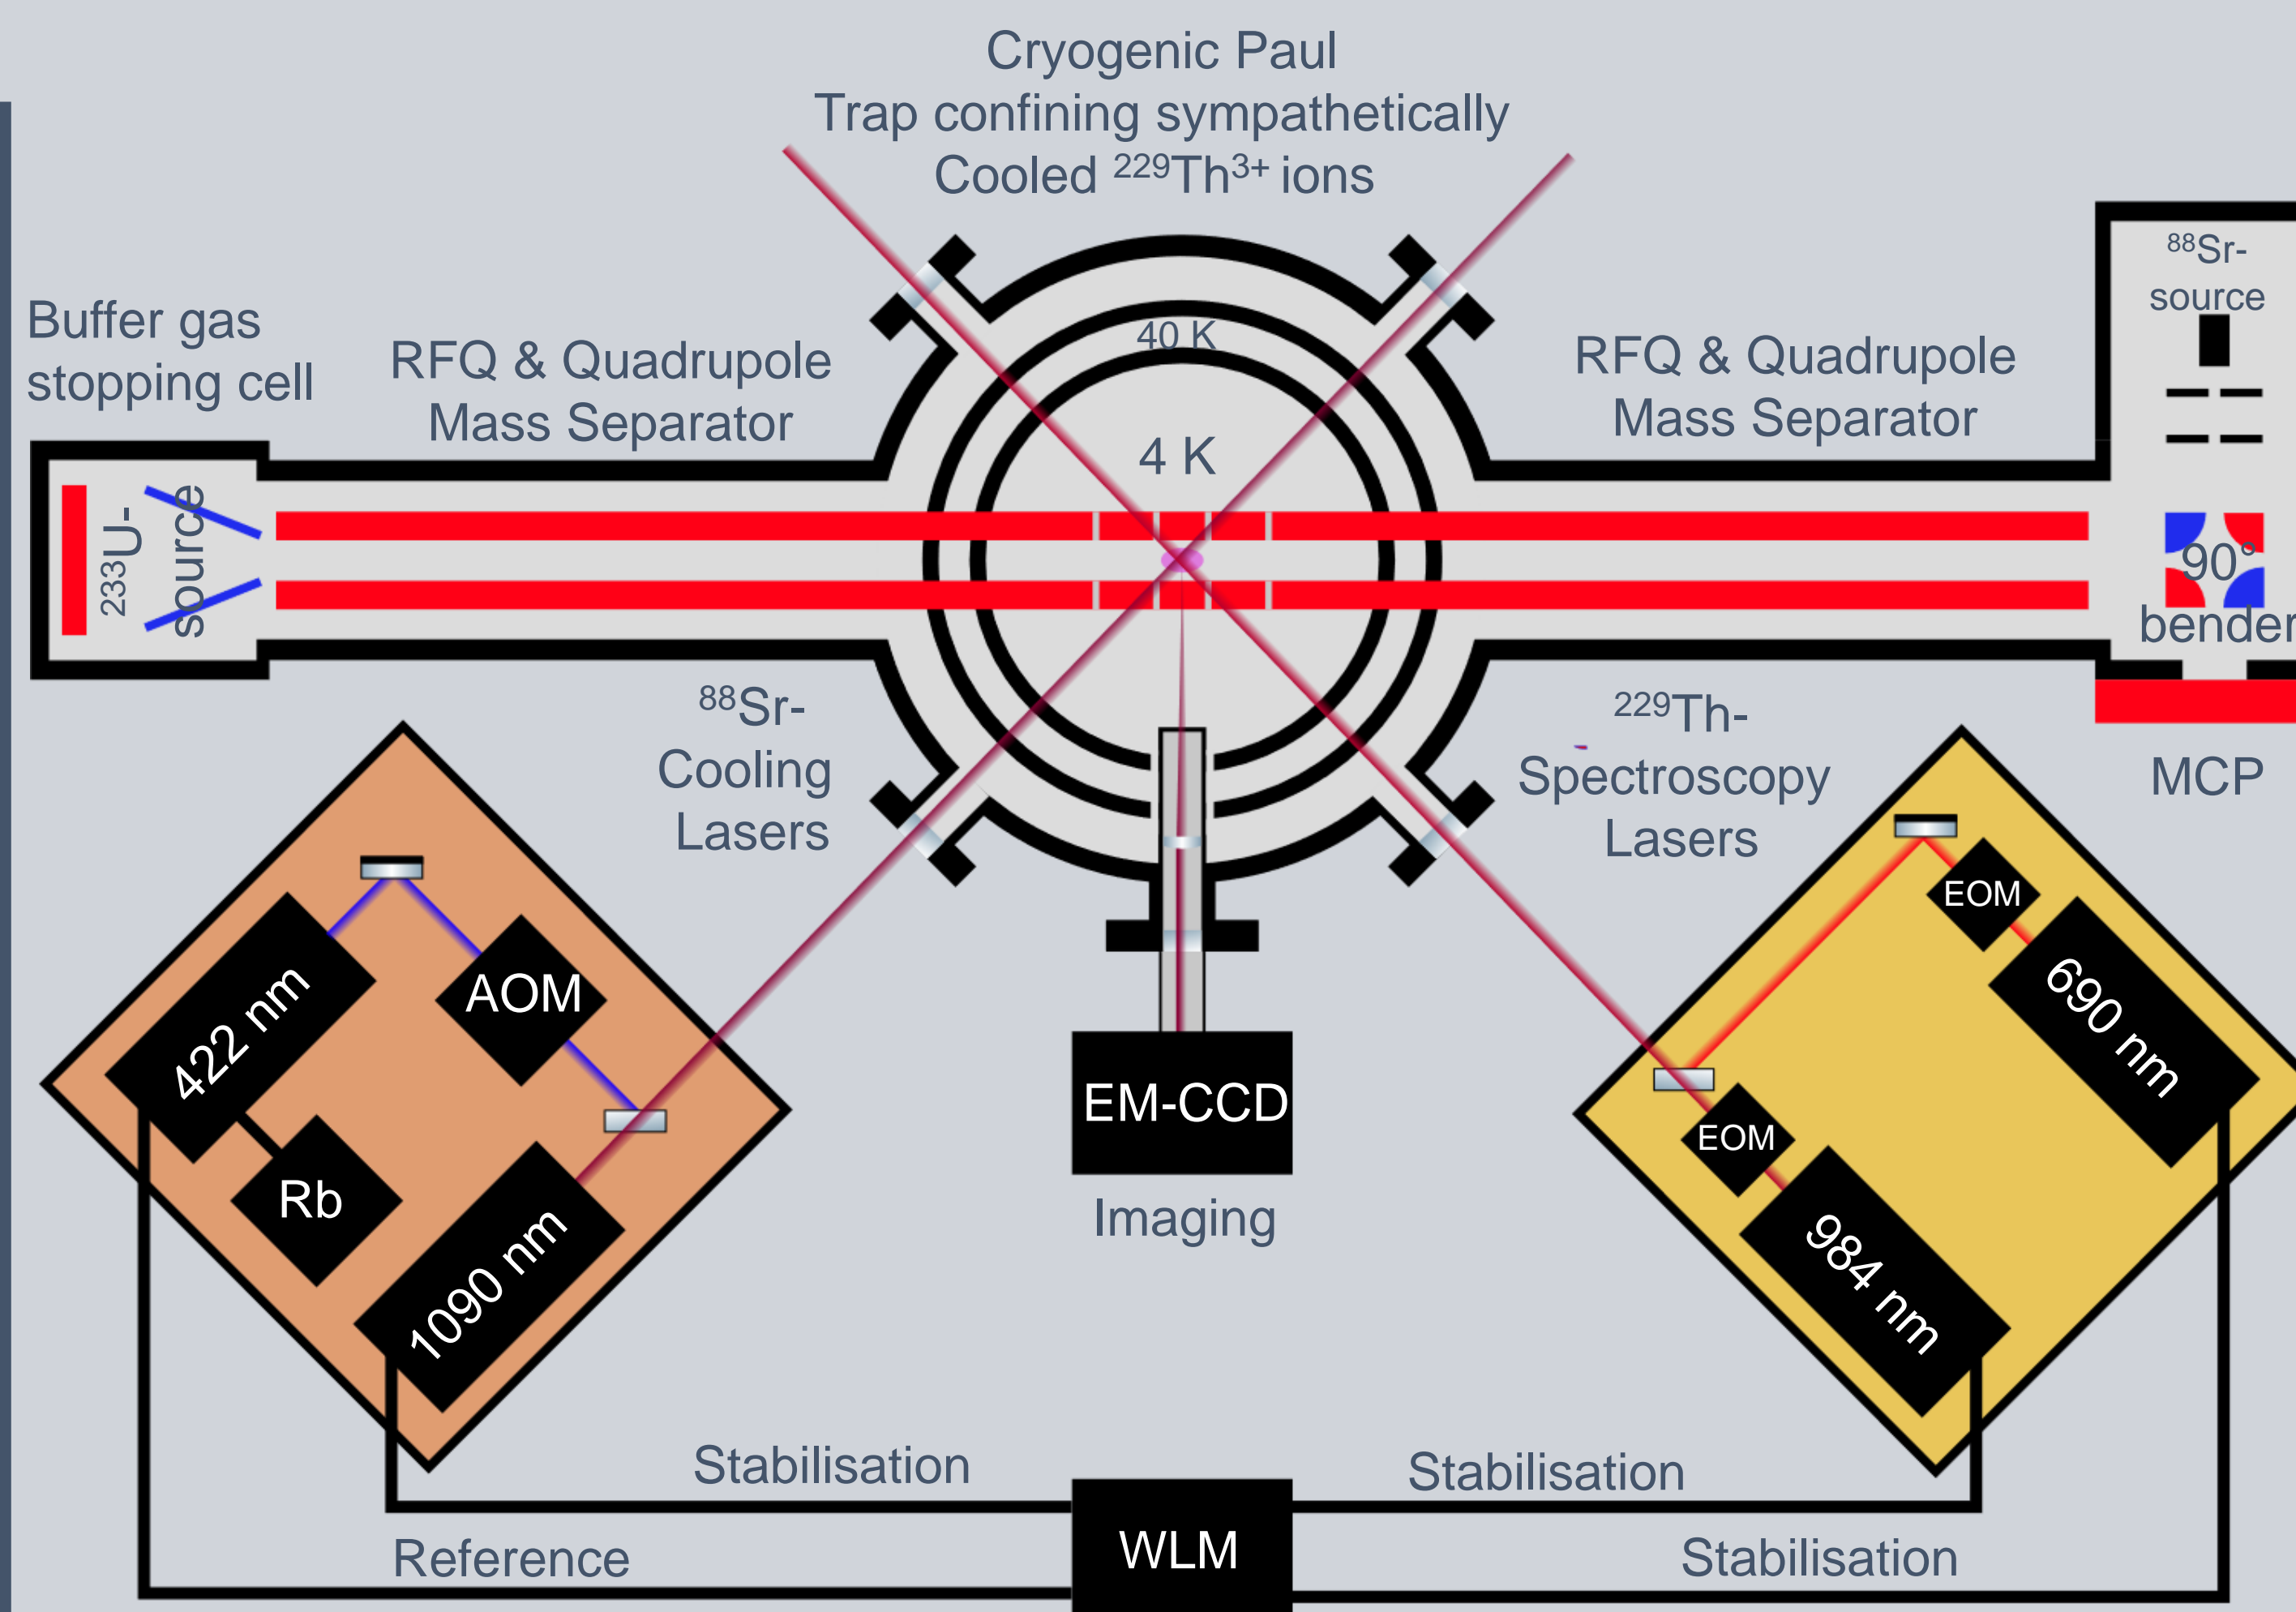 Cryogenic Paul
Trap confining sympathetically
Cooled ²²⁹Th³⁺ ions
⁸⁸Sr-
source
Buffer gas
stopping cell
RFQ & Quadrupole
Mass Separator
40 K
4 K
RFQ & Quadrupole
Mass Separator
²³³U-
source
90°
bender
MCP
⁸⁸Sr-
Cooling
Lasers
²²⁹Th-
Spectroscopy
Lasers
422 nm
AOM
Rb
1090 nm
EM-CCD
Imaging
EOM
690 nm
EOM
984 nm
Stabilisation
Stabilisation
Reference
WLM
Stabilisation